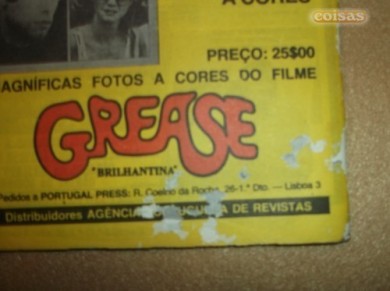 coisas
A CORES
PREÇO: 25$00
AGNÍFICAS FOTOS A CORES DO FILME
GREASE
"BRILHANTINA"
Pedidos a PORTUGAL PRESS: R. Coelho da Rocha, 26-1.º Dto. — Lisboa 3
Distribuidores AGÊNCIA PORTUGUESA DE REVISTAS